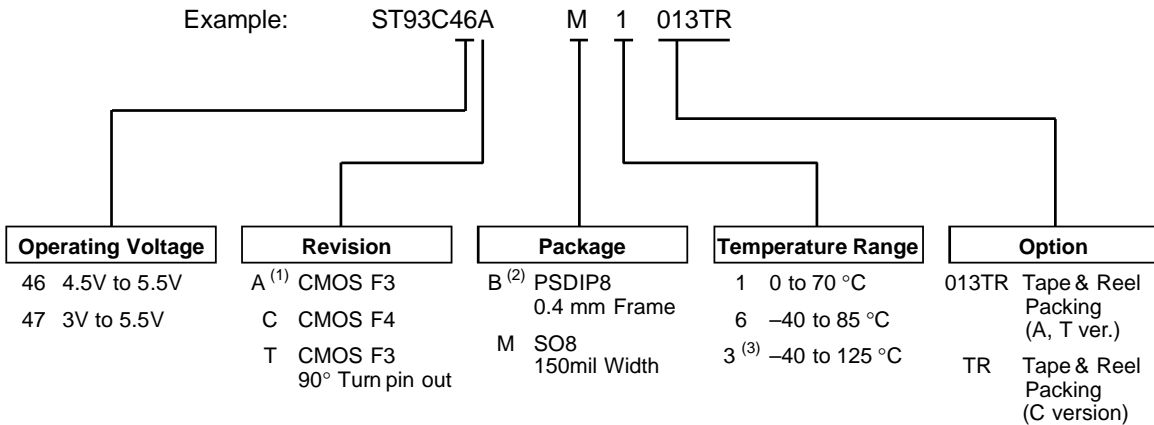 Example: ST93C46A M 1 013TR
Operating Voltage
46 4.5V to 5.5V
47 3V to 5.5V
Revision
A (1) CMOS F3
C CMOS F4
T CMOS F3
90° Turn pin out
Package
B (2) PSDIP8
0.4 mm Frame
M SO8
150mil Width
Temperature Range
1 0 to 70 °C
6 –40 to 85 °C
3 (3) –40 to 125 °C
Option
013TR Tape & Reel
Packing
(A, T ver.)
TR Tape & Reel
Packing
(C version)